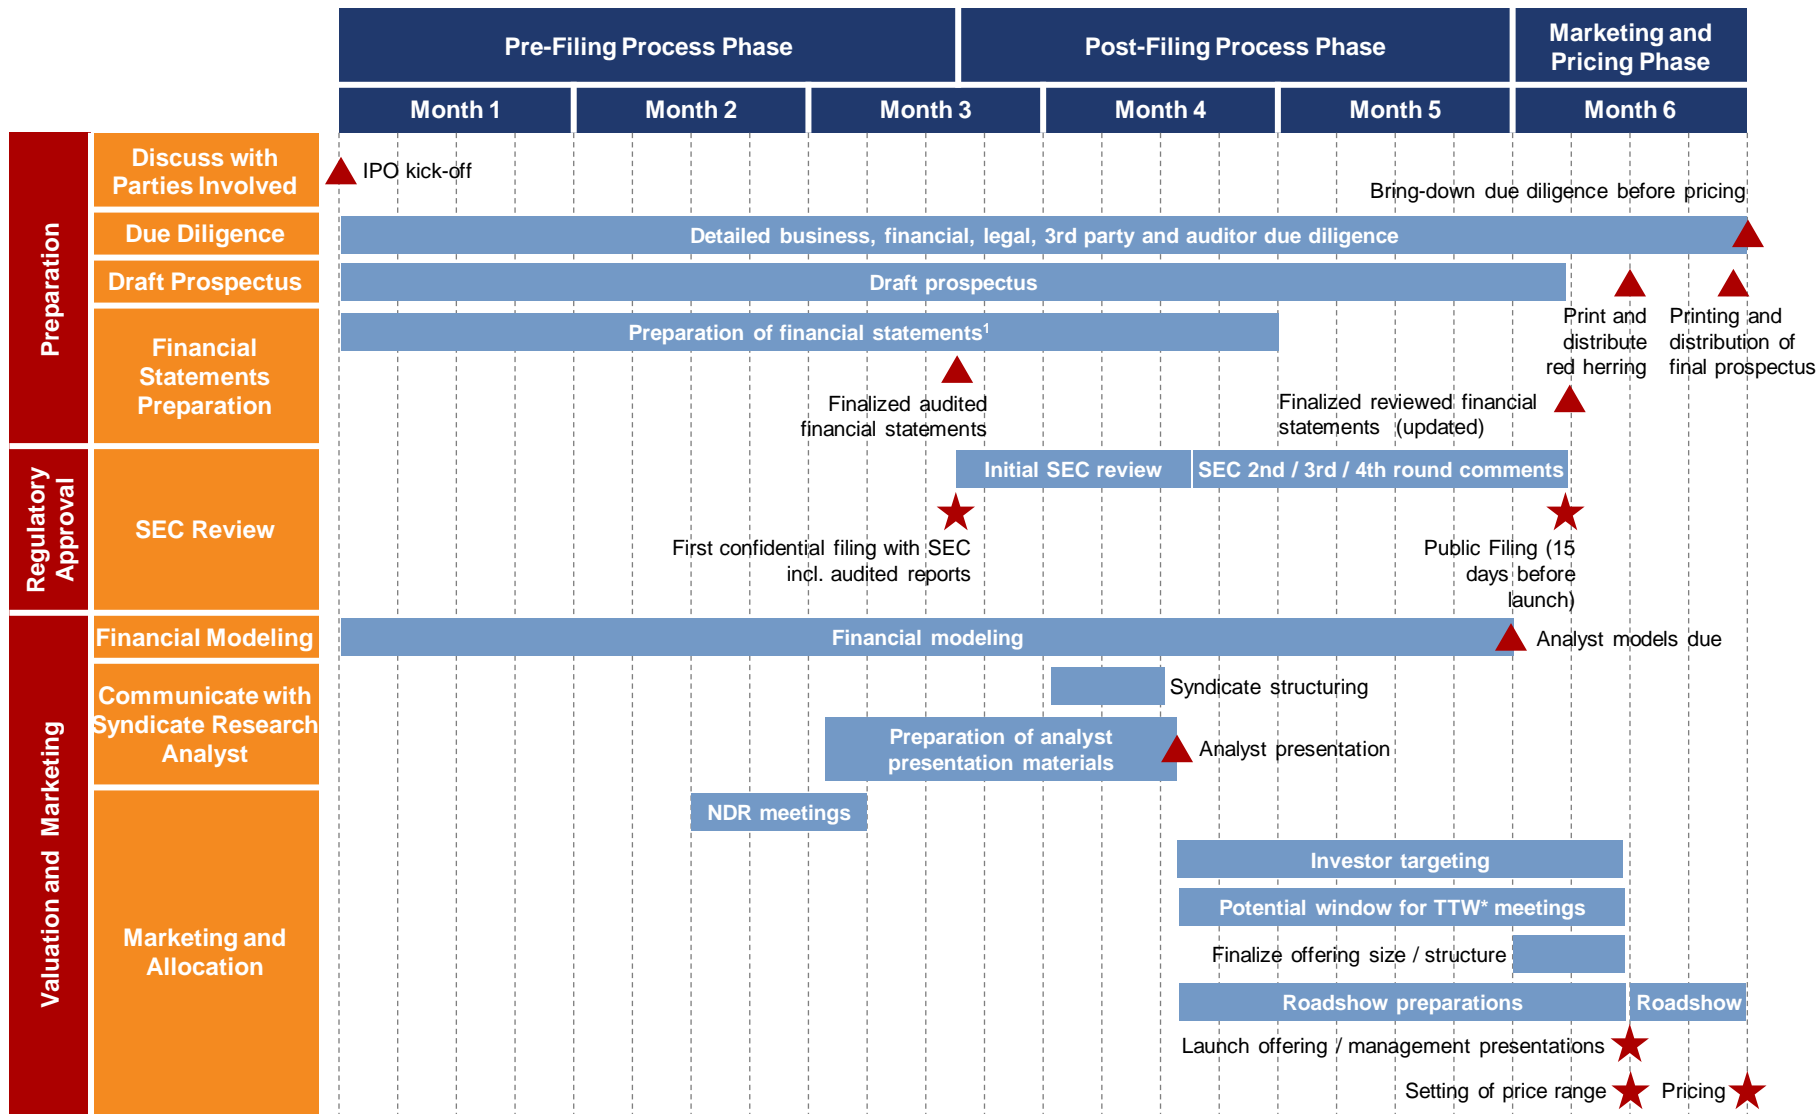 Pre-Filing Process Phase
Post-Filing Process Phase
Marketing and
Pricing Phase
Month 1
Month 2
Month 3
Month 4
Month 5
Month 6
Preparation
Discuss with
Parties Involved
IPO kick-off
Bring-down due diligence before pricing
Due Diligence
Detailed business, financial, legal, 3rd party and auditor due diligence
Draft Prospectus
Draft prospectus
Print and
distribute
red herring
Printing and
distribution of
final prospectus
Financial
Statements
Preparation
Preparation of financial statements¹
Finalized audited
financial statements
Finalized reviewed financial
statements (updated)
Regulatory
Approval
SEC Review
Initial SEC review
SEC 2nd / 3rd / 4th round comments
First confidential filing with SEC
incl. audited reports
Public Filing (15
days before
launch)
Valuation and Marketing
Financial Modeling
Financial modeling
Analyst models due
Communicate with
Syndicate Research
Analyst
Syndicate structuring
Preparation of analyst
presentation materials
Analyst presentation
Marketing and
Allocation
NDR meetings
Investor targeting
Potential window for TTW* meetings
Finalize offering size / structure
Roadshow preparations
Roadshow
Launch offering / management presentations
Setting of price range
Pricing